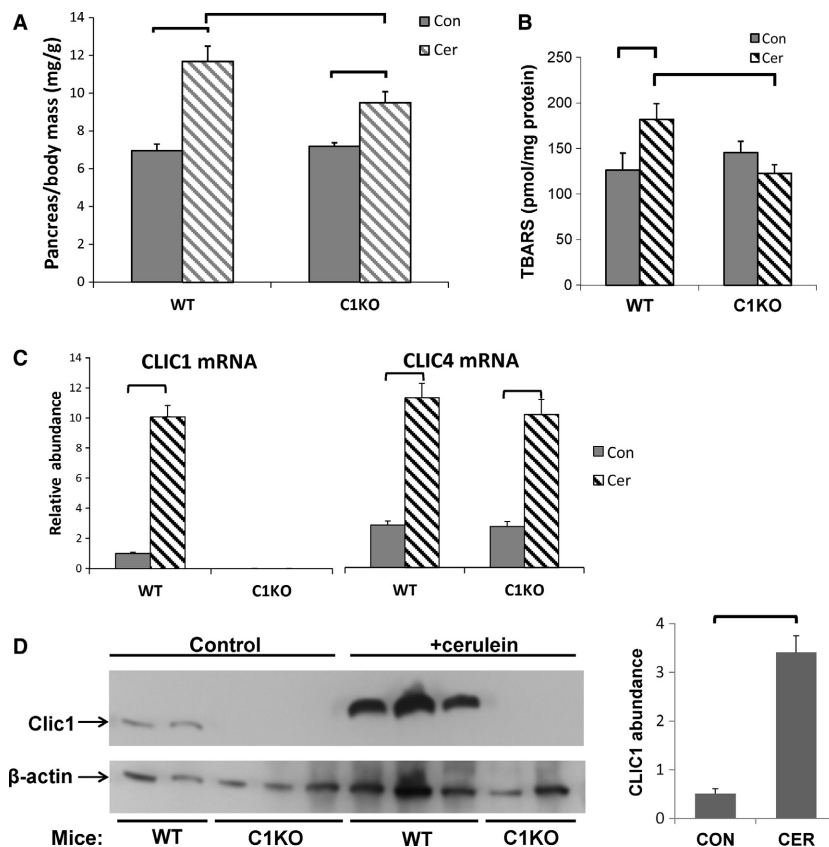 A
Pancreas/body mass (mg/g)
14
12
10
8
6
4
2
0
WT
C1KO
Con
Cer
B
TBARS (pmol/mg protein)
250
200
150
100
50
0
WT
C1KO
Con
Cer
C
CLIC1 mRNA
CLIC4 mRNA
Relative abundance
14
12
10
8
6
4
2
0
WT
C1KO
WT
C1KO
Con
Cer
D
Control
+cerulein
Clic1
β-actin
Mice:
WT
C1KO
WT
C1KO
CLIC1 abundance
4
3
2
1
0
CON
CER